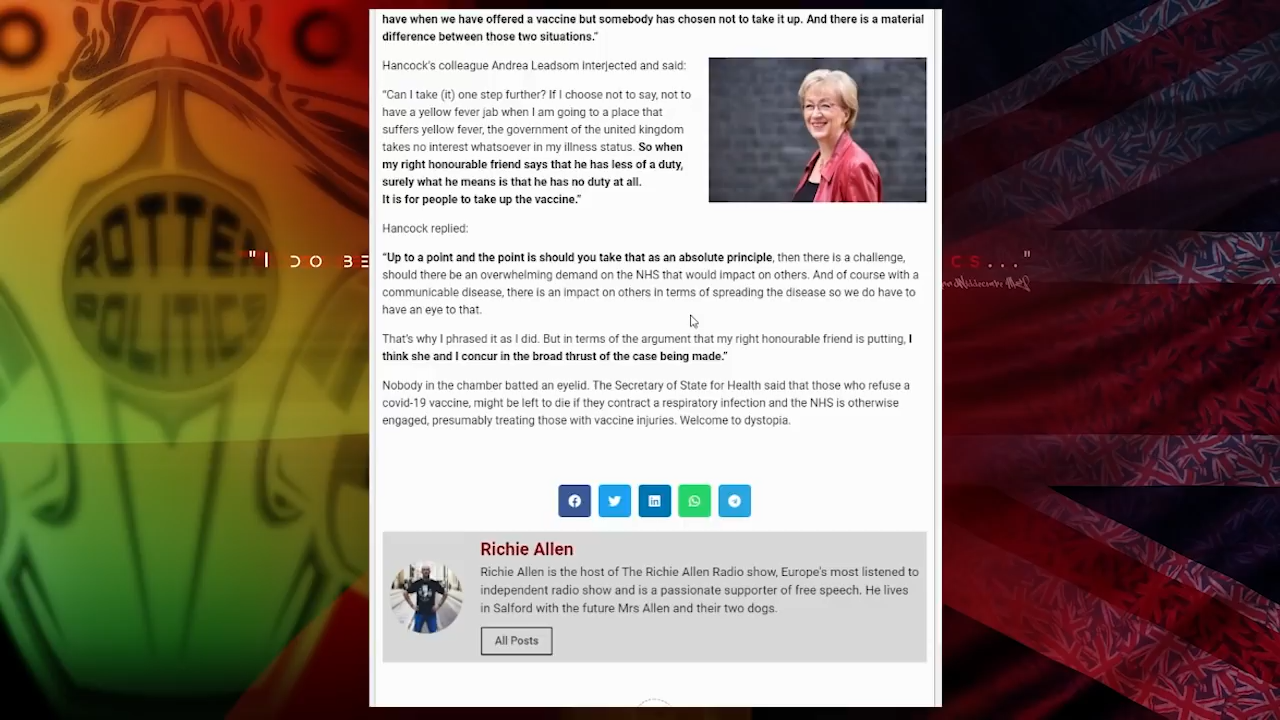 have when we have offered a vaccine but somebody has chosen not to take it up. And there is a material
difference between those two situations."
Hancock's colleague Andrea Leadsom interjected and said:
"Can I take (it) one step further? If I choose not to say, not to
have a yellow fever jab when I am going to a place that
suffers yellow fever, the government of the united kingdom
takes no interest whatsoever in my illness status. So when
my right honourable friend says that he has less of a duty,
surely what he means is that he has no duty at all.
It is for people to take up the vaccine."
Hancock replied:
"Up to a point and the point is should you take that as an absolute principle, then there is a challenge,
should there be an overwhelming demand on the NHS that would impact on others. And of course with a
communicable disease, there is an impact on others in terms of spreading the disease so we do have to
have an eye to that.
That's why I phrased it as I did. But in terms of the argument that my right honourable friend is putting, I
think she and I concur in the broad thrust of the case being made."
Nobody in the chamber batted an eyelid. The Secretary of State for Health said that those who refuse a
covid-19 vaccine, might be left to die if they contract a respiratory infection and the NHS is otherwise
engaged, presumably treating those with vaccine injuries. Welcome to dystopia.
Richie Allen
Richie Allen is the host of The Richie Allen Radio show, Europe's most listened to
independent radio show and is a passionate supporter of free speech. He lives
in Salford with the future Mrs Allen and their two dogs.
All Posts
ROTTE
POLITICS
"I DO BE
CS..."